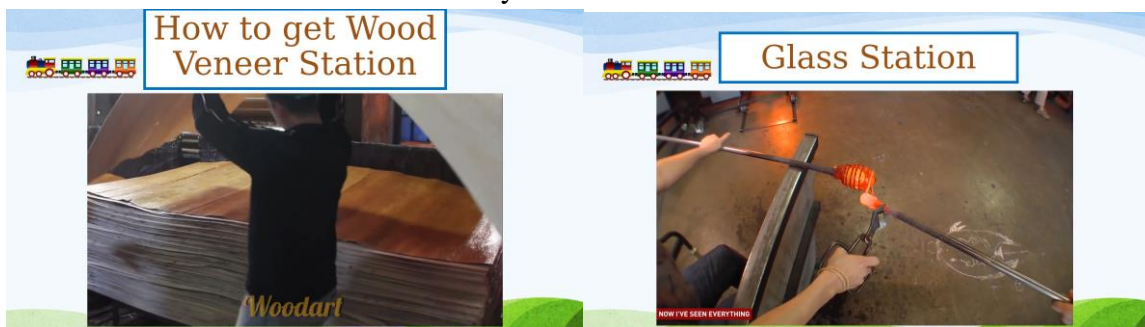 How to get Wood
Veneer Station
Woodart
Glass Station
NOW I'VE SEEN EVERYTHING